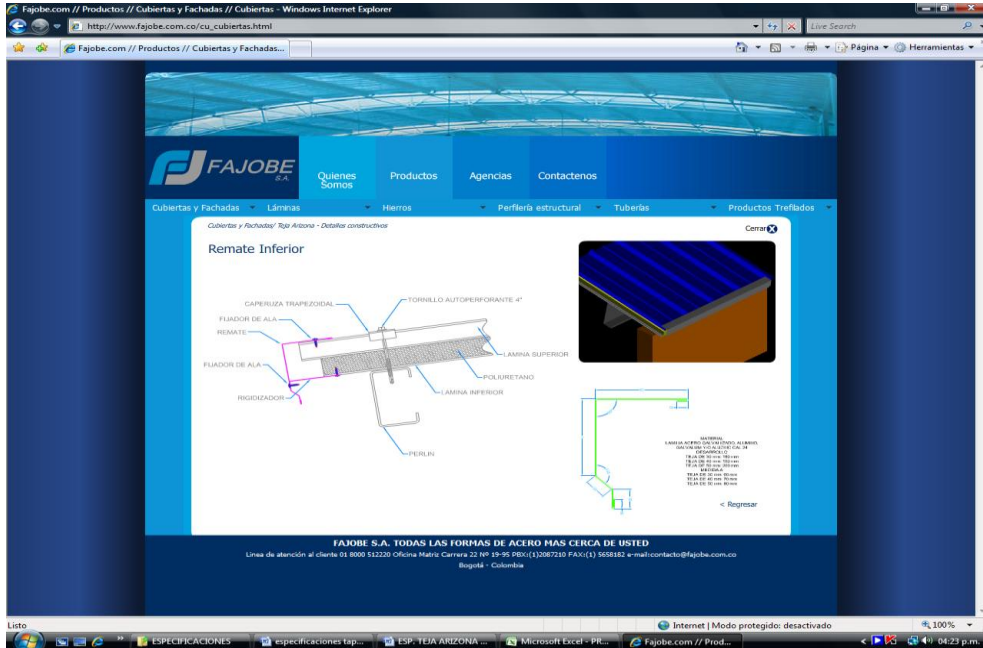 Fajobe.com // Productos // Cubiertas y Fachadas // Cubiertas - Windows Internet Explorer
http://www.fajobe.com.co/cu_cubiertas.html
Live Search
Fajobe.com // Productos // Cubiertas y Fachadas...
Página
Herramientas
FAJOBE
S.A.
Quienes Somos
Productos
Agencias
Contactenos
Cubiertas y Fachadas
Láminas
Hierros
Perfilería estructural
Tuberías
Productos Trefilados
Cubiertas y Fachadas/ Teja Arizona - Detalles constructivos
Cerrar X
Remate Inferior
CAPERUZA TRAPEZOIDAL
TORNILLO AUTOPERFORANTE 4"
FIJADOR DE ALA
REMATE
LAMINA SUPERIOR
FIJADOR DE ALA
POLIURETANO
LAMINA INFERIOR
RIGIDIZADOR
PERLIN
MATERIAL
DESARROLLO
< Regresar
FAJOBE S.A. TODAS LAS FORMAS DE ACERO MAS CERCA DE USTED
Linea de atención al cliente 01 8000 512220 Oficina Matriz Carrera 22 Nº 19-95 PBX:(1)2087210 FAX:(1) 5658182 e-mail:contacto@fajobe.com.co
Bogotá - Colombia
Listo
Internet | Modo protegido: desactivado
100%
ESPECIFICACIONES
especificaciones tap...
ESP. TEJA ARIZONA ...
Microsoft Excel - PR...
Fajobe.com // Prod...
04:23 p.m.